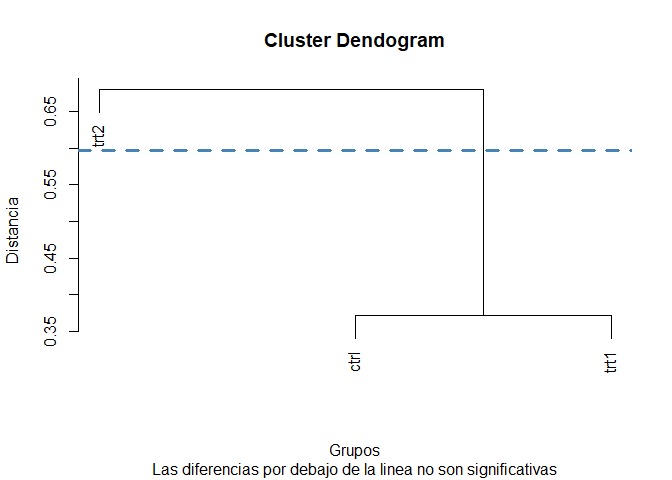 Cluster Dendogram
Distancia
0.65
0.55
0.45
0.35
trt2
ctrl
trt1
Grupos
Las diferencias por debajo de la linea no son significativas